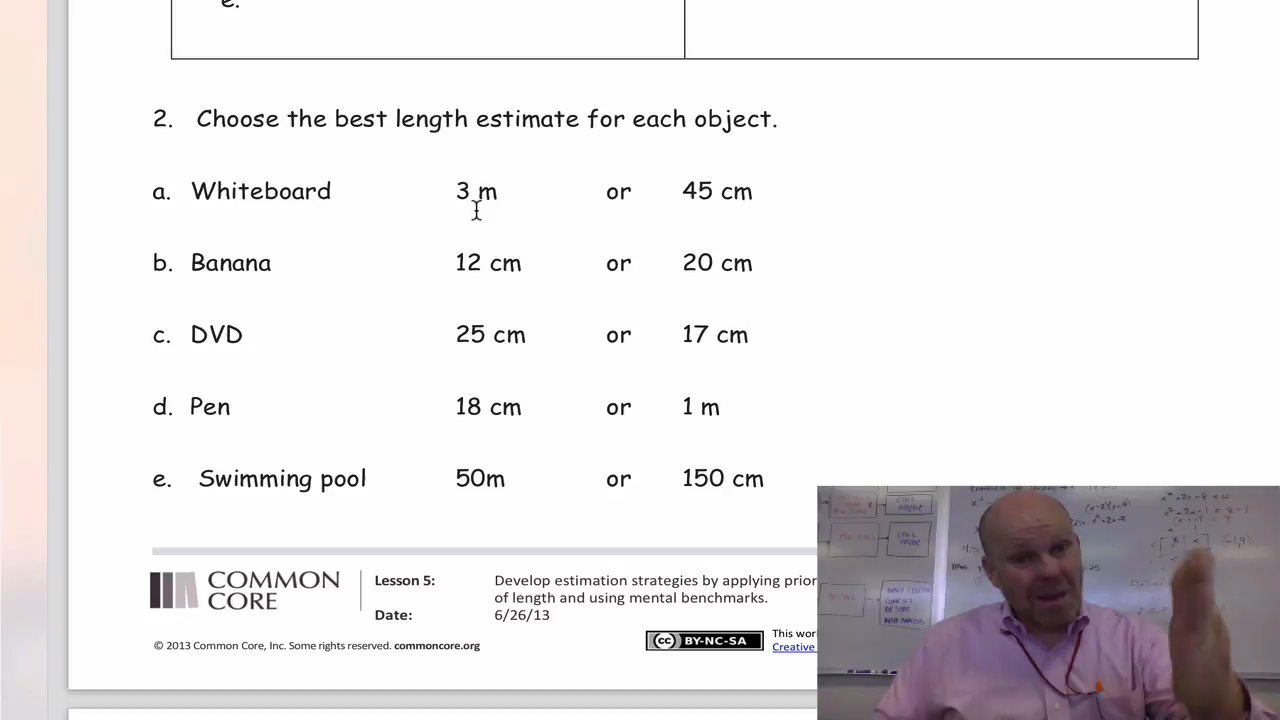 e.
2. Choose the best length estimate for each object.
a. Whiteboard 3 m or 45 cm
b. Banana 12 cm or 20 cm
c. DVD 25 cm or 17 cm
d. Pen 18 cm or 1 m
e. Swimming pool 50m or 150 cm
COMMON
CORE
Lesson 5: Develop estimation strategies by applying prior
of length and using mental benchmarks.
Date: 6/26/13
© 2013 Common Core, Inc. Some rights reserved. commoncore.org
cc BY-NC-SA
This work
Creative